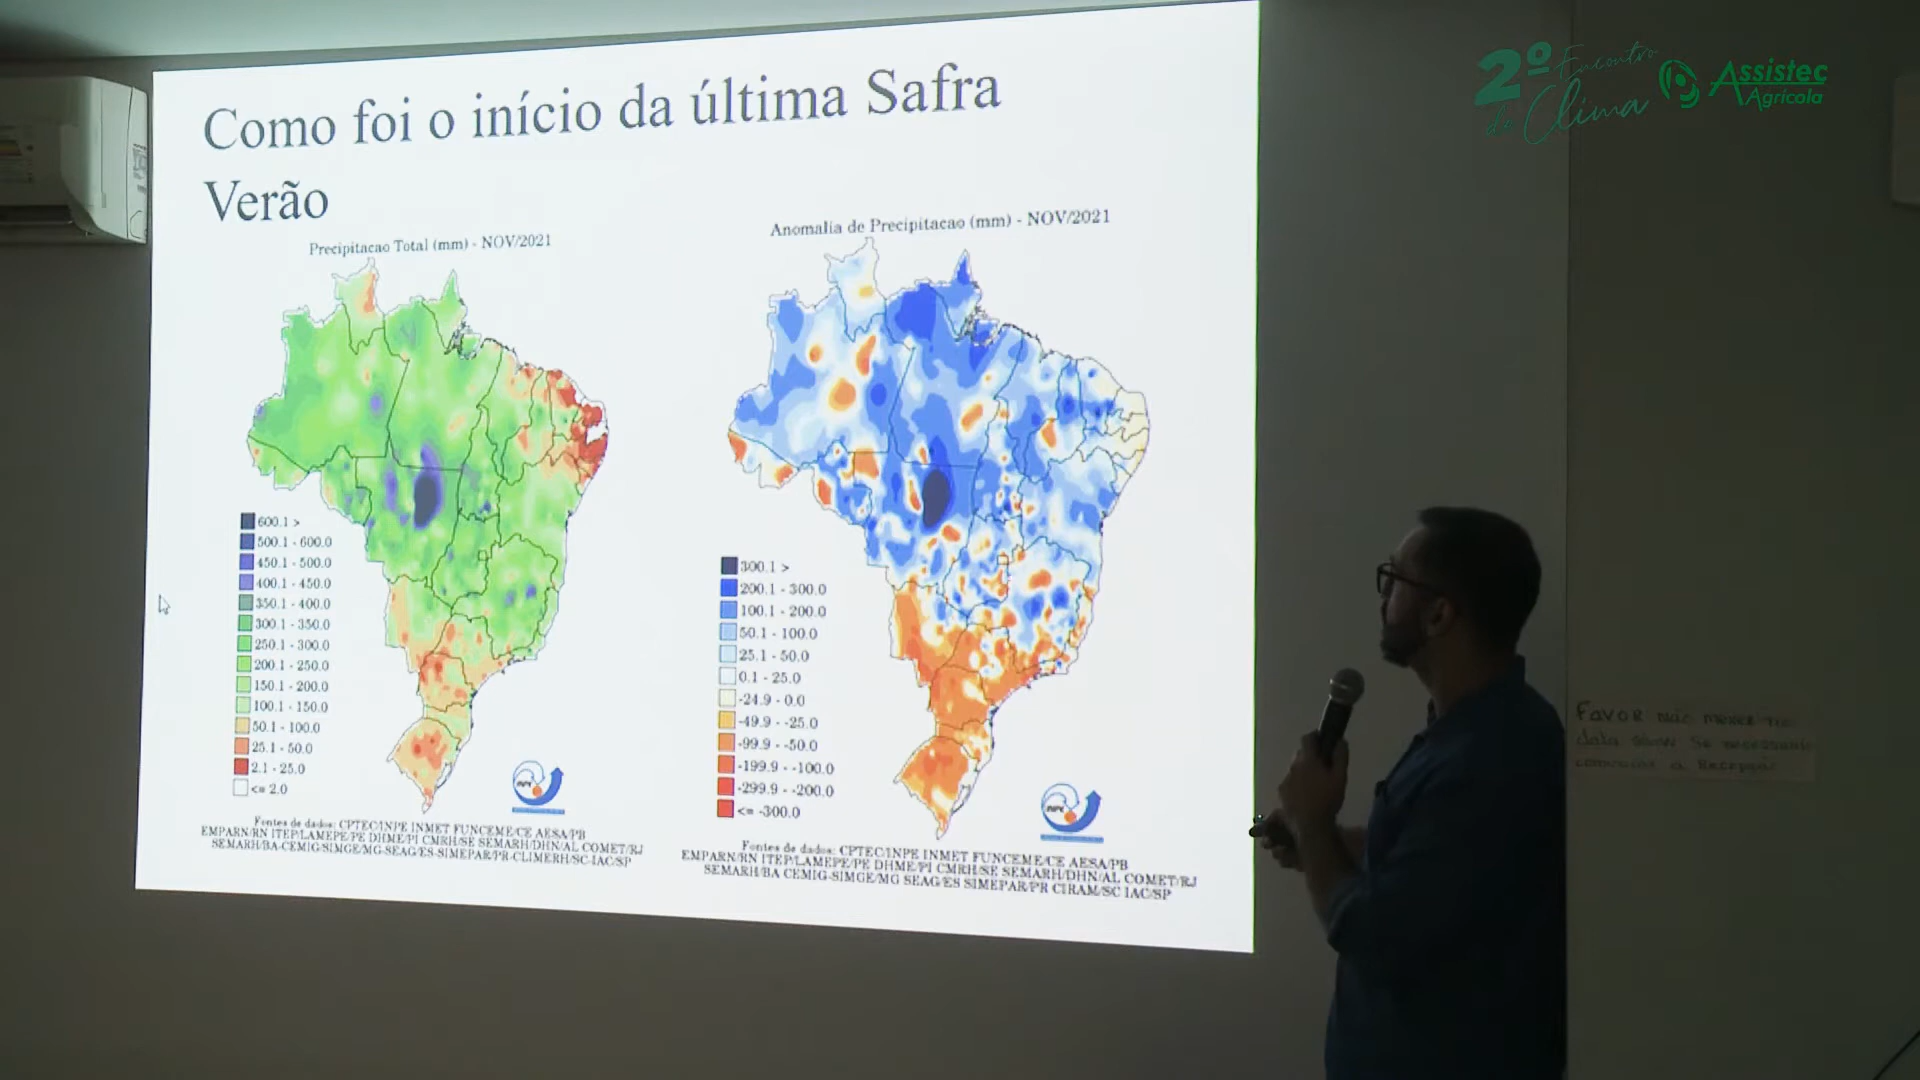 Como foi o início da última Safra
Verão
Precipitacao Total (mm) - NOV/2021
600.1 >
500.1 - 600.0
450.1 - 500.0
400.1 - 450.0
350.1 - 400.0
300.1 - 350.0
250.1 - 300.0
200.1 - 250.0
150.1 - 200.0
100.1 - 150.0
50.1 - 100.0
25.1 - 50.0
2.1 - 25.0
<= 2.0
Fontes de dados: CPTEC/INPE INMET FUNCEME/CE AESA/PB
EMPARN/RN ITEP/LAMEPE/PE DHME/PI CMRH/SE SEMARH/DHN/AL COMET/RJ
SEMARH/BA-CEMIG/SIMGE/MG-SEAG/ES-SIMEPAR/PR-CLIMERH/SC-IAC/SP
Anomalia de Precipitacao (mm) - NOV/2021
300.1 >
200.1 - 300.0
100.1 - 200.0
50.1 - 100.0
25.1 - 50.0
0.1 - 25.0
-24.9 - 0.0
-49.9 - -25.0
-99.9 - -50.0
-199.9 - -100.0
-299.9 - -200.0
<= -300.0
Fontes de dados: CPTEC/INPE INMET FUNCEME/CE AESA/PB
EMPARN/RN ITEP/LAMEPE/PE DHME/PI CMRH/SE SEMARH/DHN/AL COMET/RJ
SEMARH/BA CEMIG-SIMGE/MG SEAG/ES SIMEPAR/PR CIRAM/SC IAC/SP
2º Encontro
de Clima
Assistec
Agrícola
Favor não mexer no
data show se necessário
a Recepção